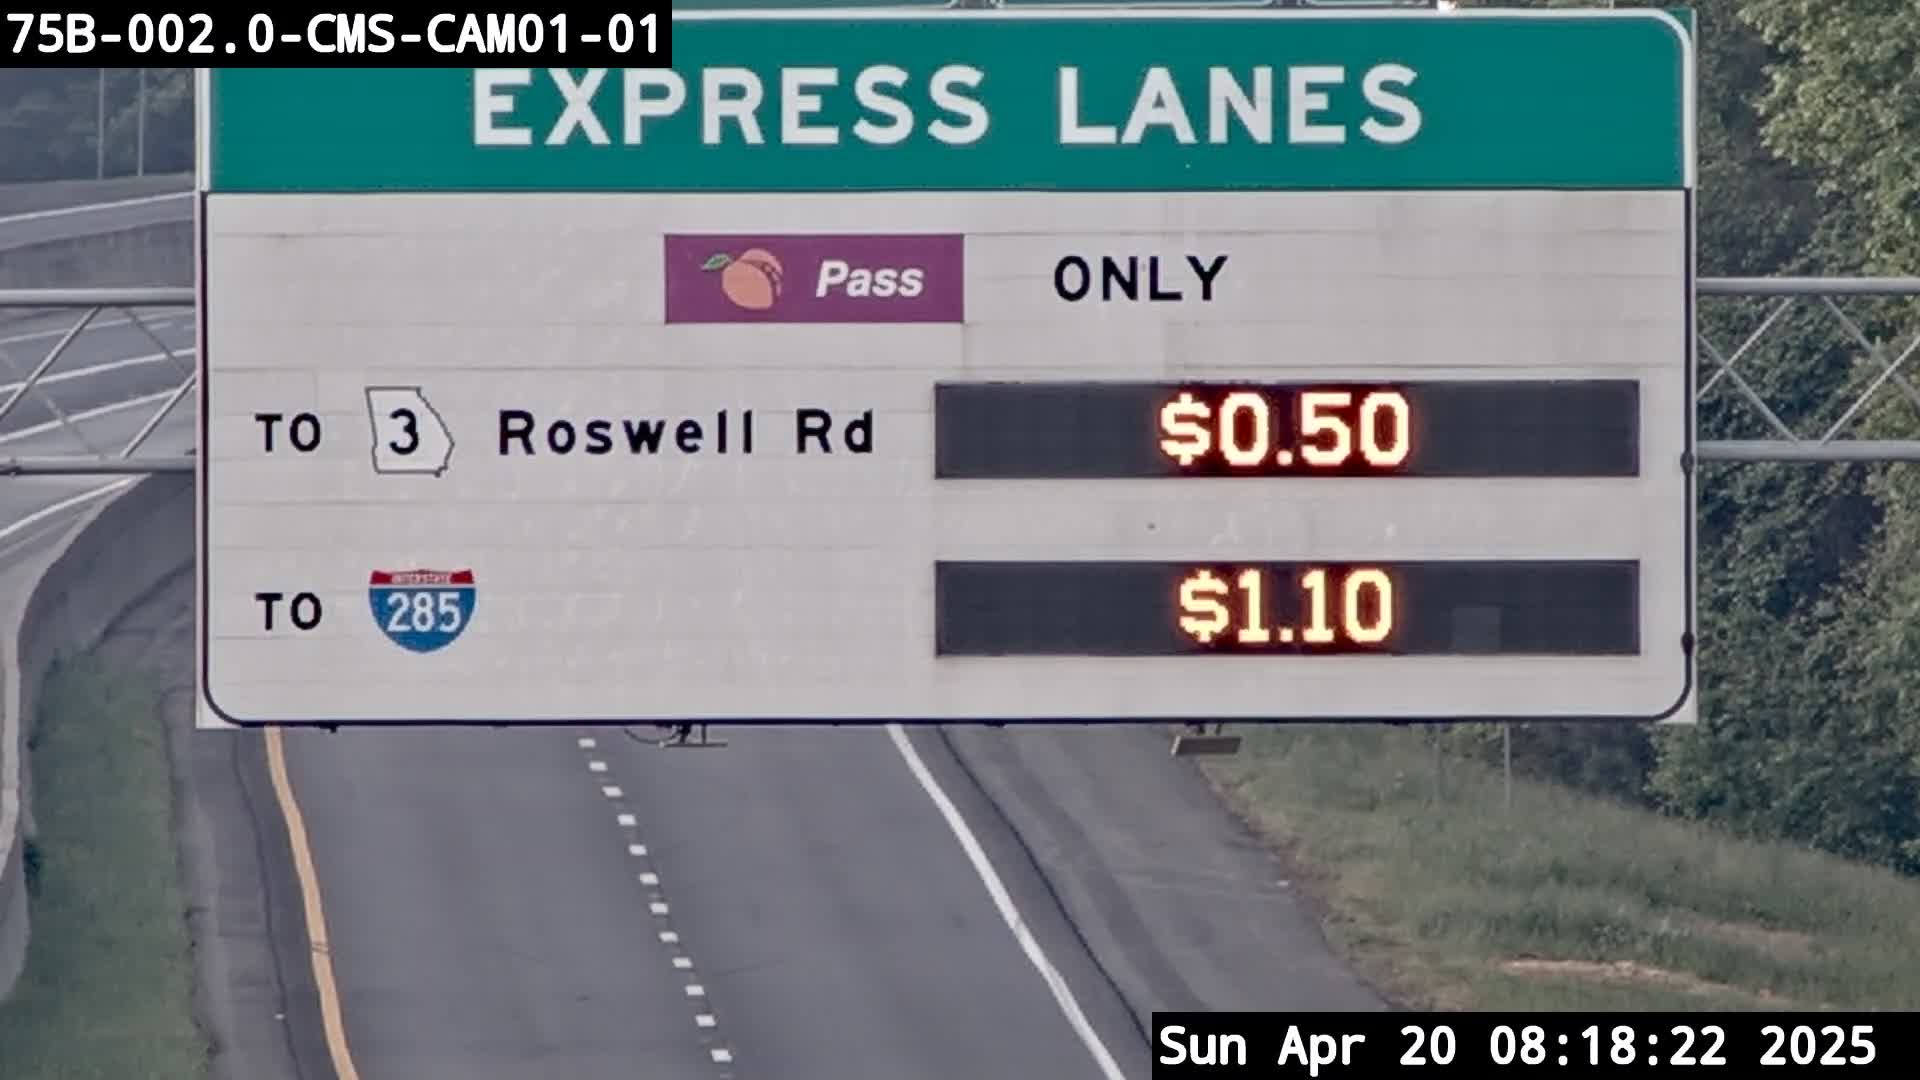 75B-002.0-CMS-CAM01-01
EXPRESS LANES
Pass ONLY
TO 3 Roswell Rd $0.50
INTERSTATE
TO 285 $1.10
Sun Apr 20 08:18:22 2025